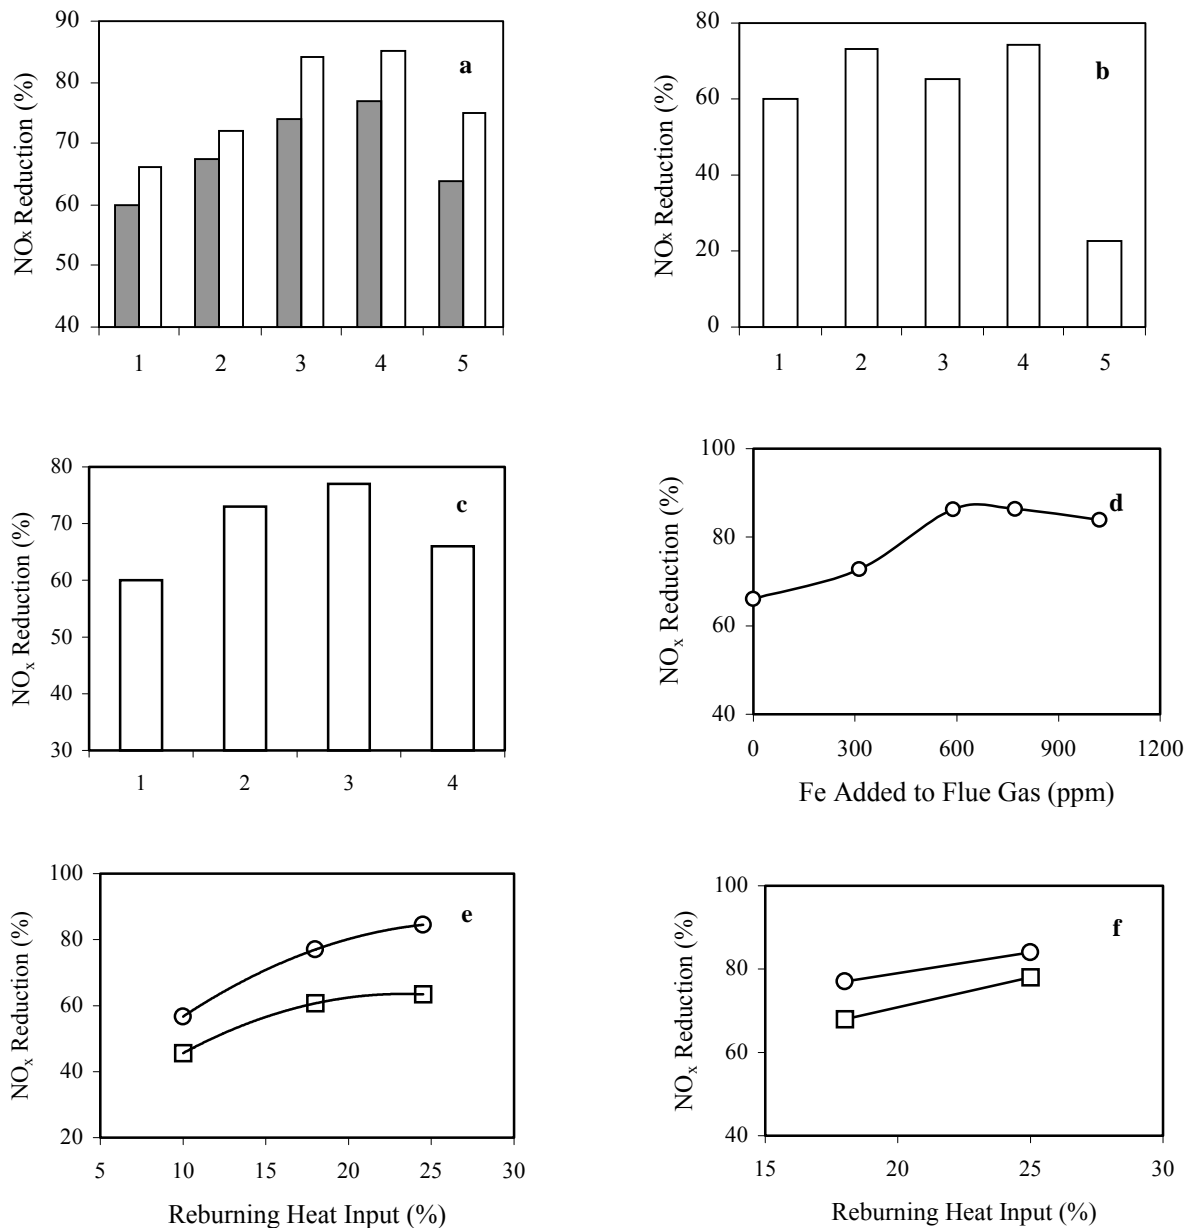 NOx Reduction (%)
90
80
70
60
50
40
a
1 2 3 4 5
NOx Reduction (%)
80
60
40
20
0
b
1 2 3 4 5
NOx Reduction (%)
80
70
60
50
40
30
c
1 2 3 4
NOx Reduction (%)
100
80
60
40
d
0 300 600 900 1200
Fe Added to Flue Gas (ppm)
NOx Reduction (%)
100
80
60
40
20
e
5 10 15 20 25 30
Reburning Heat Input (%)
NOx Reduction (%)
100
80
60
40
f
15 20 25 30
Reburning Heat Input (%)